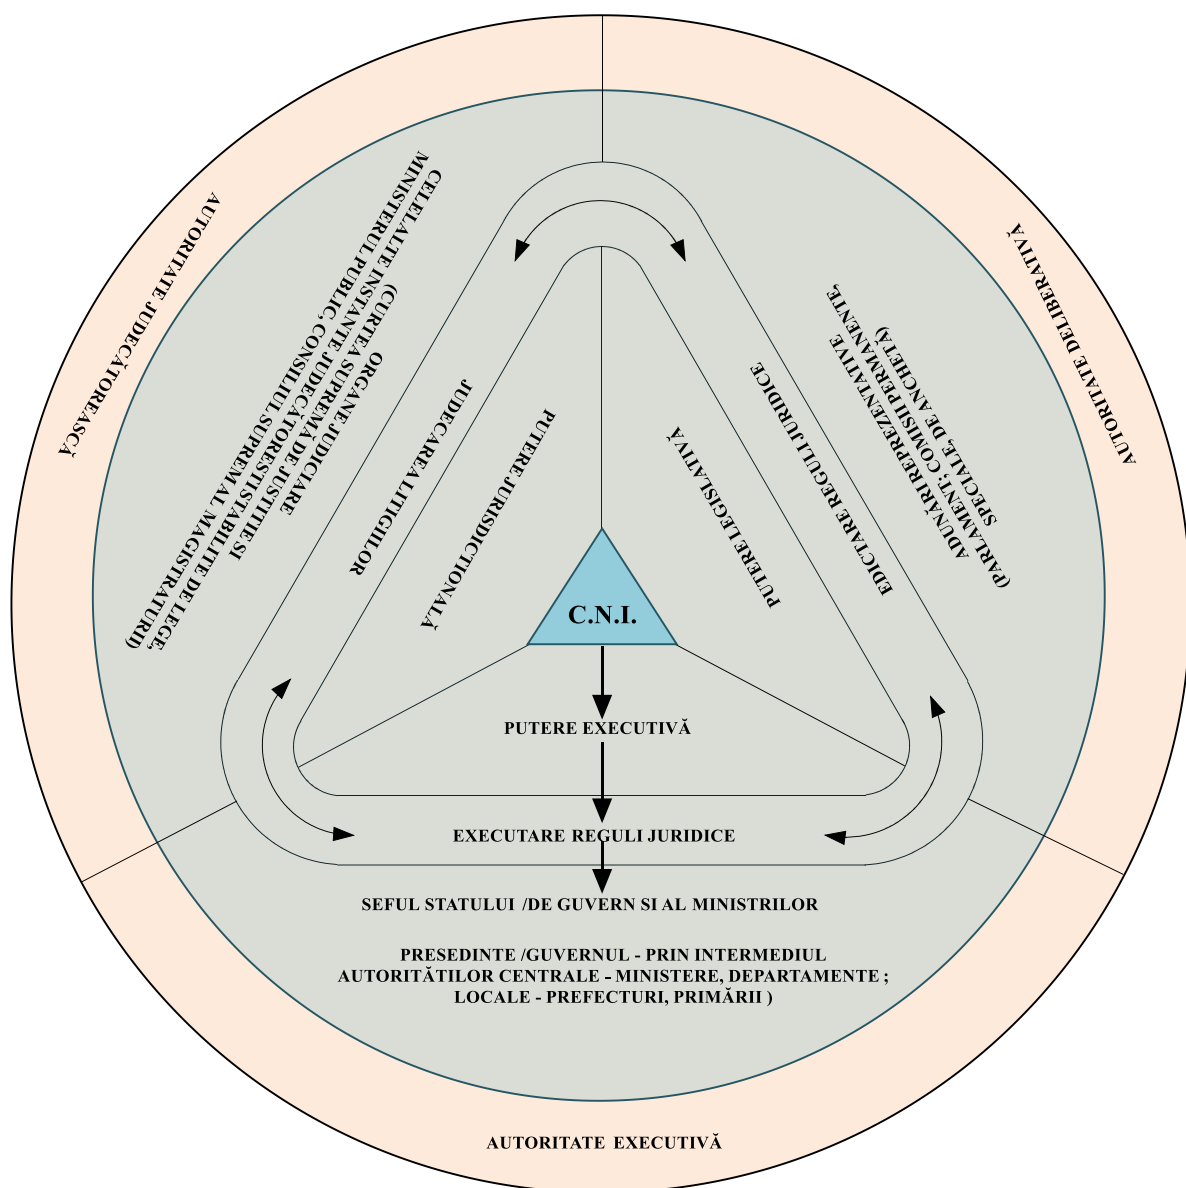 AUTORITATE JUDECĂTOREASCĂ
ORGANE JUDICIARE
(CURTEA SUPREMĂ DE JUSTITIE SI
CELELALTE INSTANTE JUDECĂTORESTI STABILITE DE LEGE,
MINISTERUL PUBLIC, CONSILIUL SUPREM AL MAGISTRATURII)
JUDECAREA LITIGIILOR
PUTERE JURISDICTIONALĂ
AUTORITATE DELIBERATIVĂ
ADUNĂRI REPREZENTATIVE
(PARLAMENT; COMISII PERMANENTE,
SPECIALE, DE ANCHETĂ)
EDICTARE REGULI JURIDICE
PUTERE LEGISLATIVĂ
C.N.I.
PUTERE EXECUTIVĂ
EXECUTARE REGULI JURIDICE
SEFUL STATULUI /DE GUVERN SI AL MINISTRILOR
PRESEDINTE /GUVERNUL - PRIN INTERMEDIUL
AUTORITĂTILOR CENTRALE - MINISTERE, DEPARTAMENTE ;
LOCALE - PREFECTURI, PRIMĂRII )
AUTORITATE EXECUTIVĂ